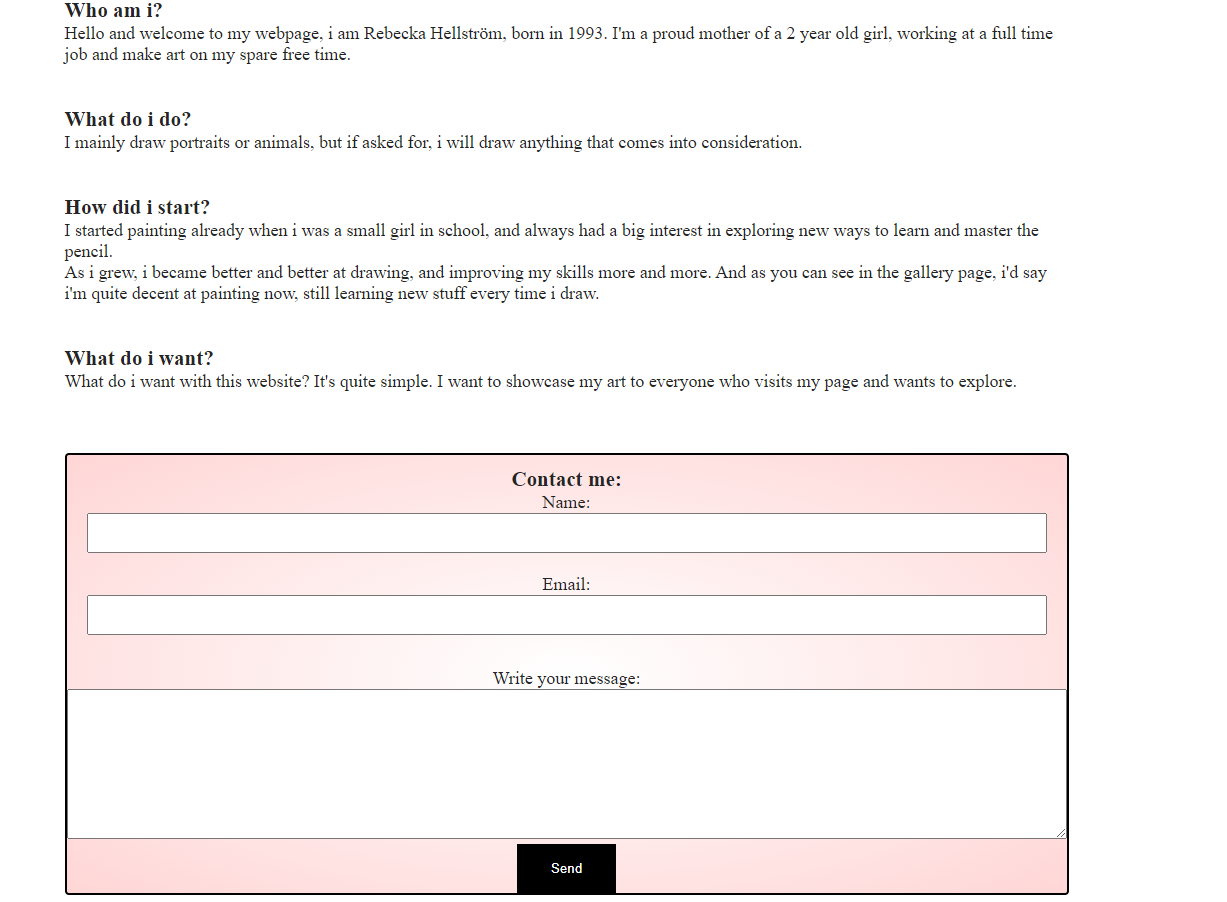 Who am i?
Hello and welcome to my webpage, i am Rebecka Hellström, born in 1993. I'm a proud mother of a 2 year old girl, working at a full time
job and make art on my spare free time.
What do i do?
I mainly draw portraits or animals, but if asked for, i will draw anything that comes into consideration.
How did i start?
I started painting already when i was a small girl in school, and always had a big interest in exploring new ways to learn and master the
pencil.
As i grew, i became better and better at drawing, and improving my skills more and more. And as you can see in the gallery page, i'd say
i'm quite decent at painting now, still learning new stuff every time i draw.
What do i want?
What do i want with this website? It's quite simple. I want to showcase my art to everyone who visits my page and wants to explore.
Contact me:
Name:
Email:
Write your message:
Send